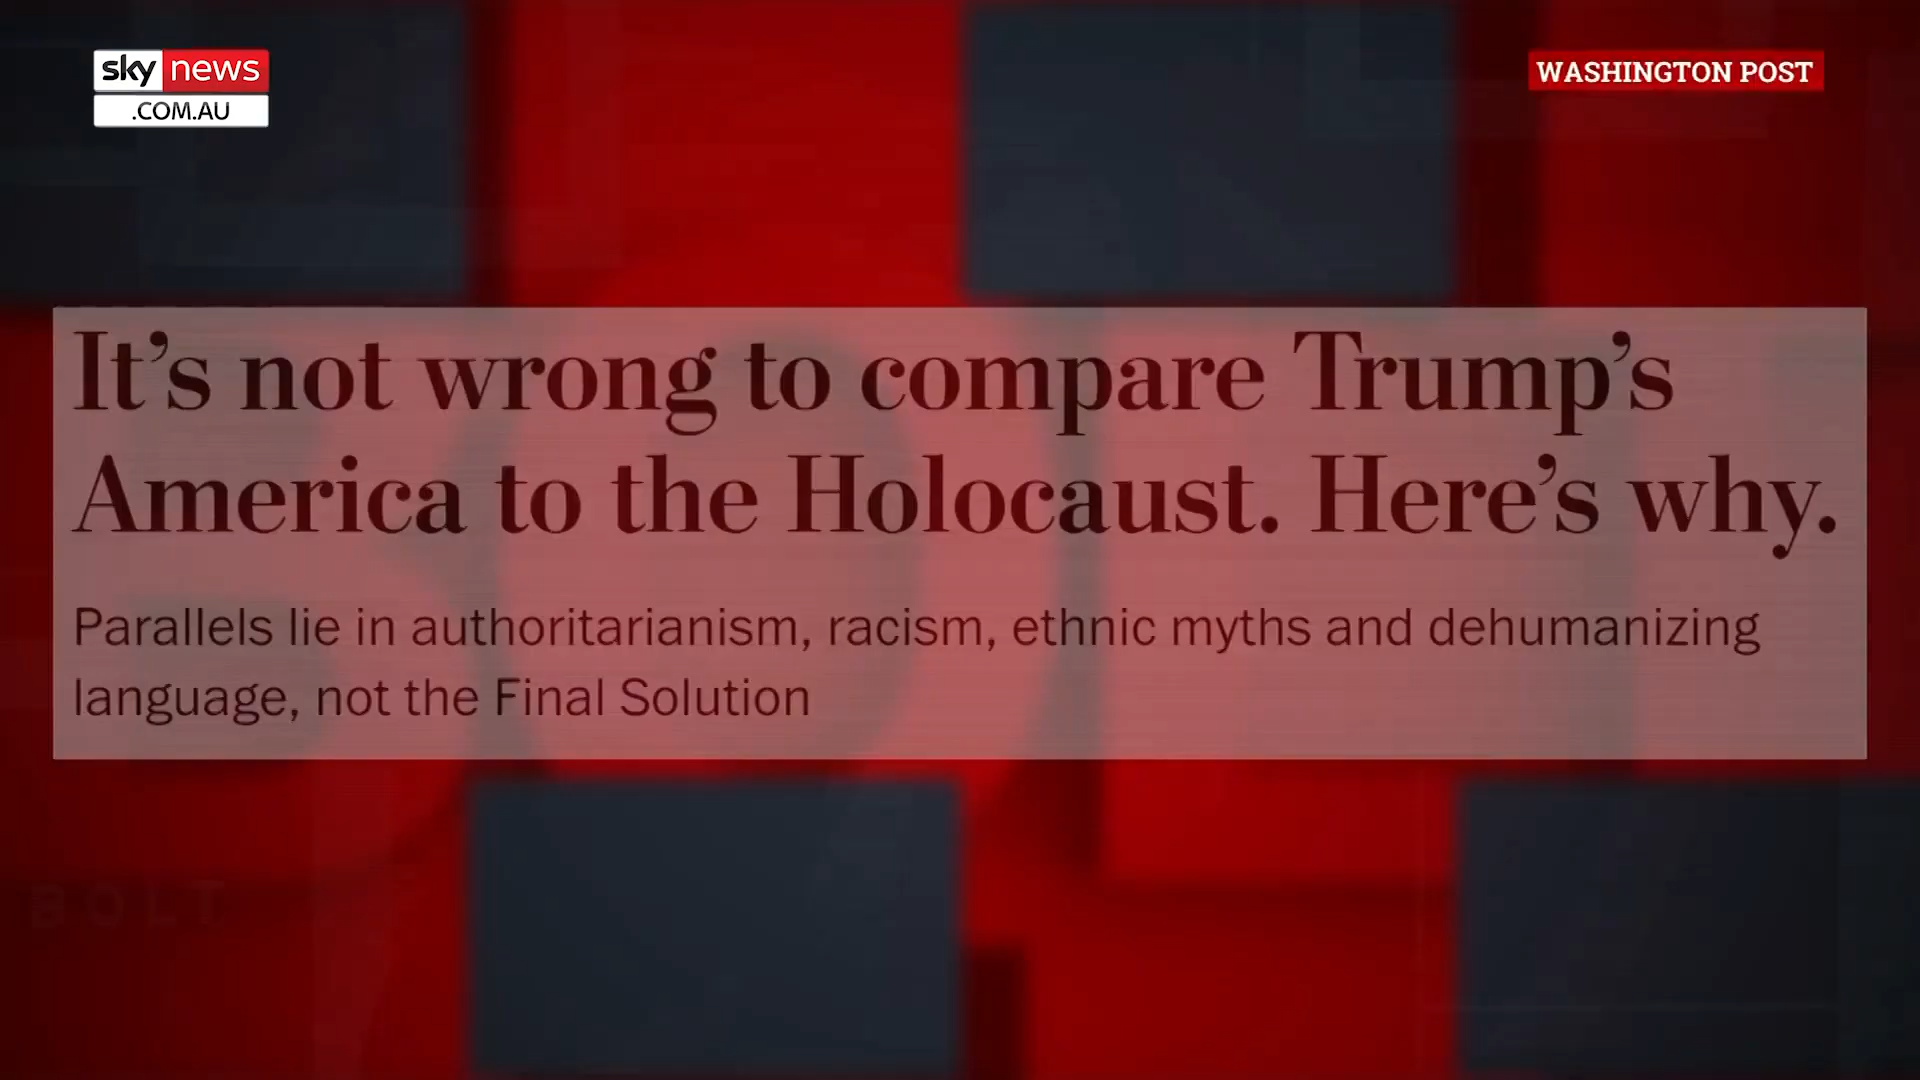 sky news
.COM.AU
WASHINGTON POST
It’s not wrong to compare Trump’s
America to the Holocaust. Here’s why.
Parallels lie in authoritarianism, racism, ethnic myths and dehumanizing
language, not the Final Solution
BOLT